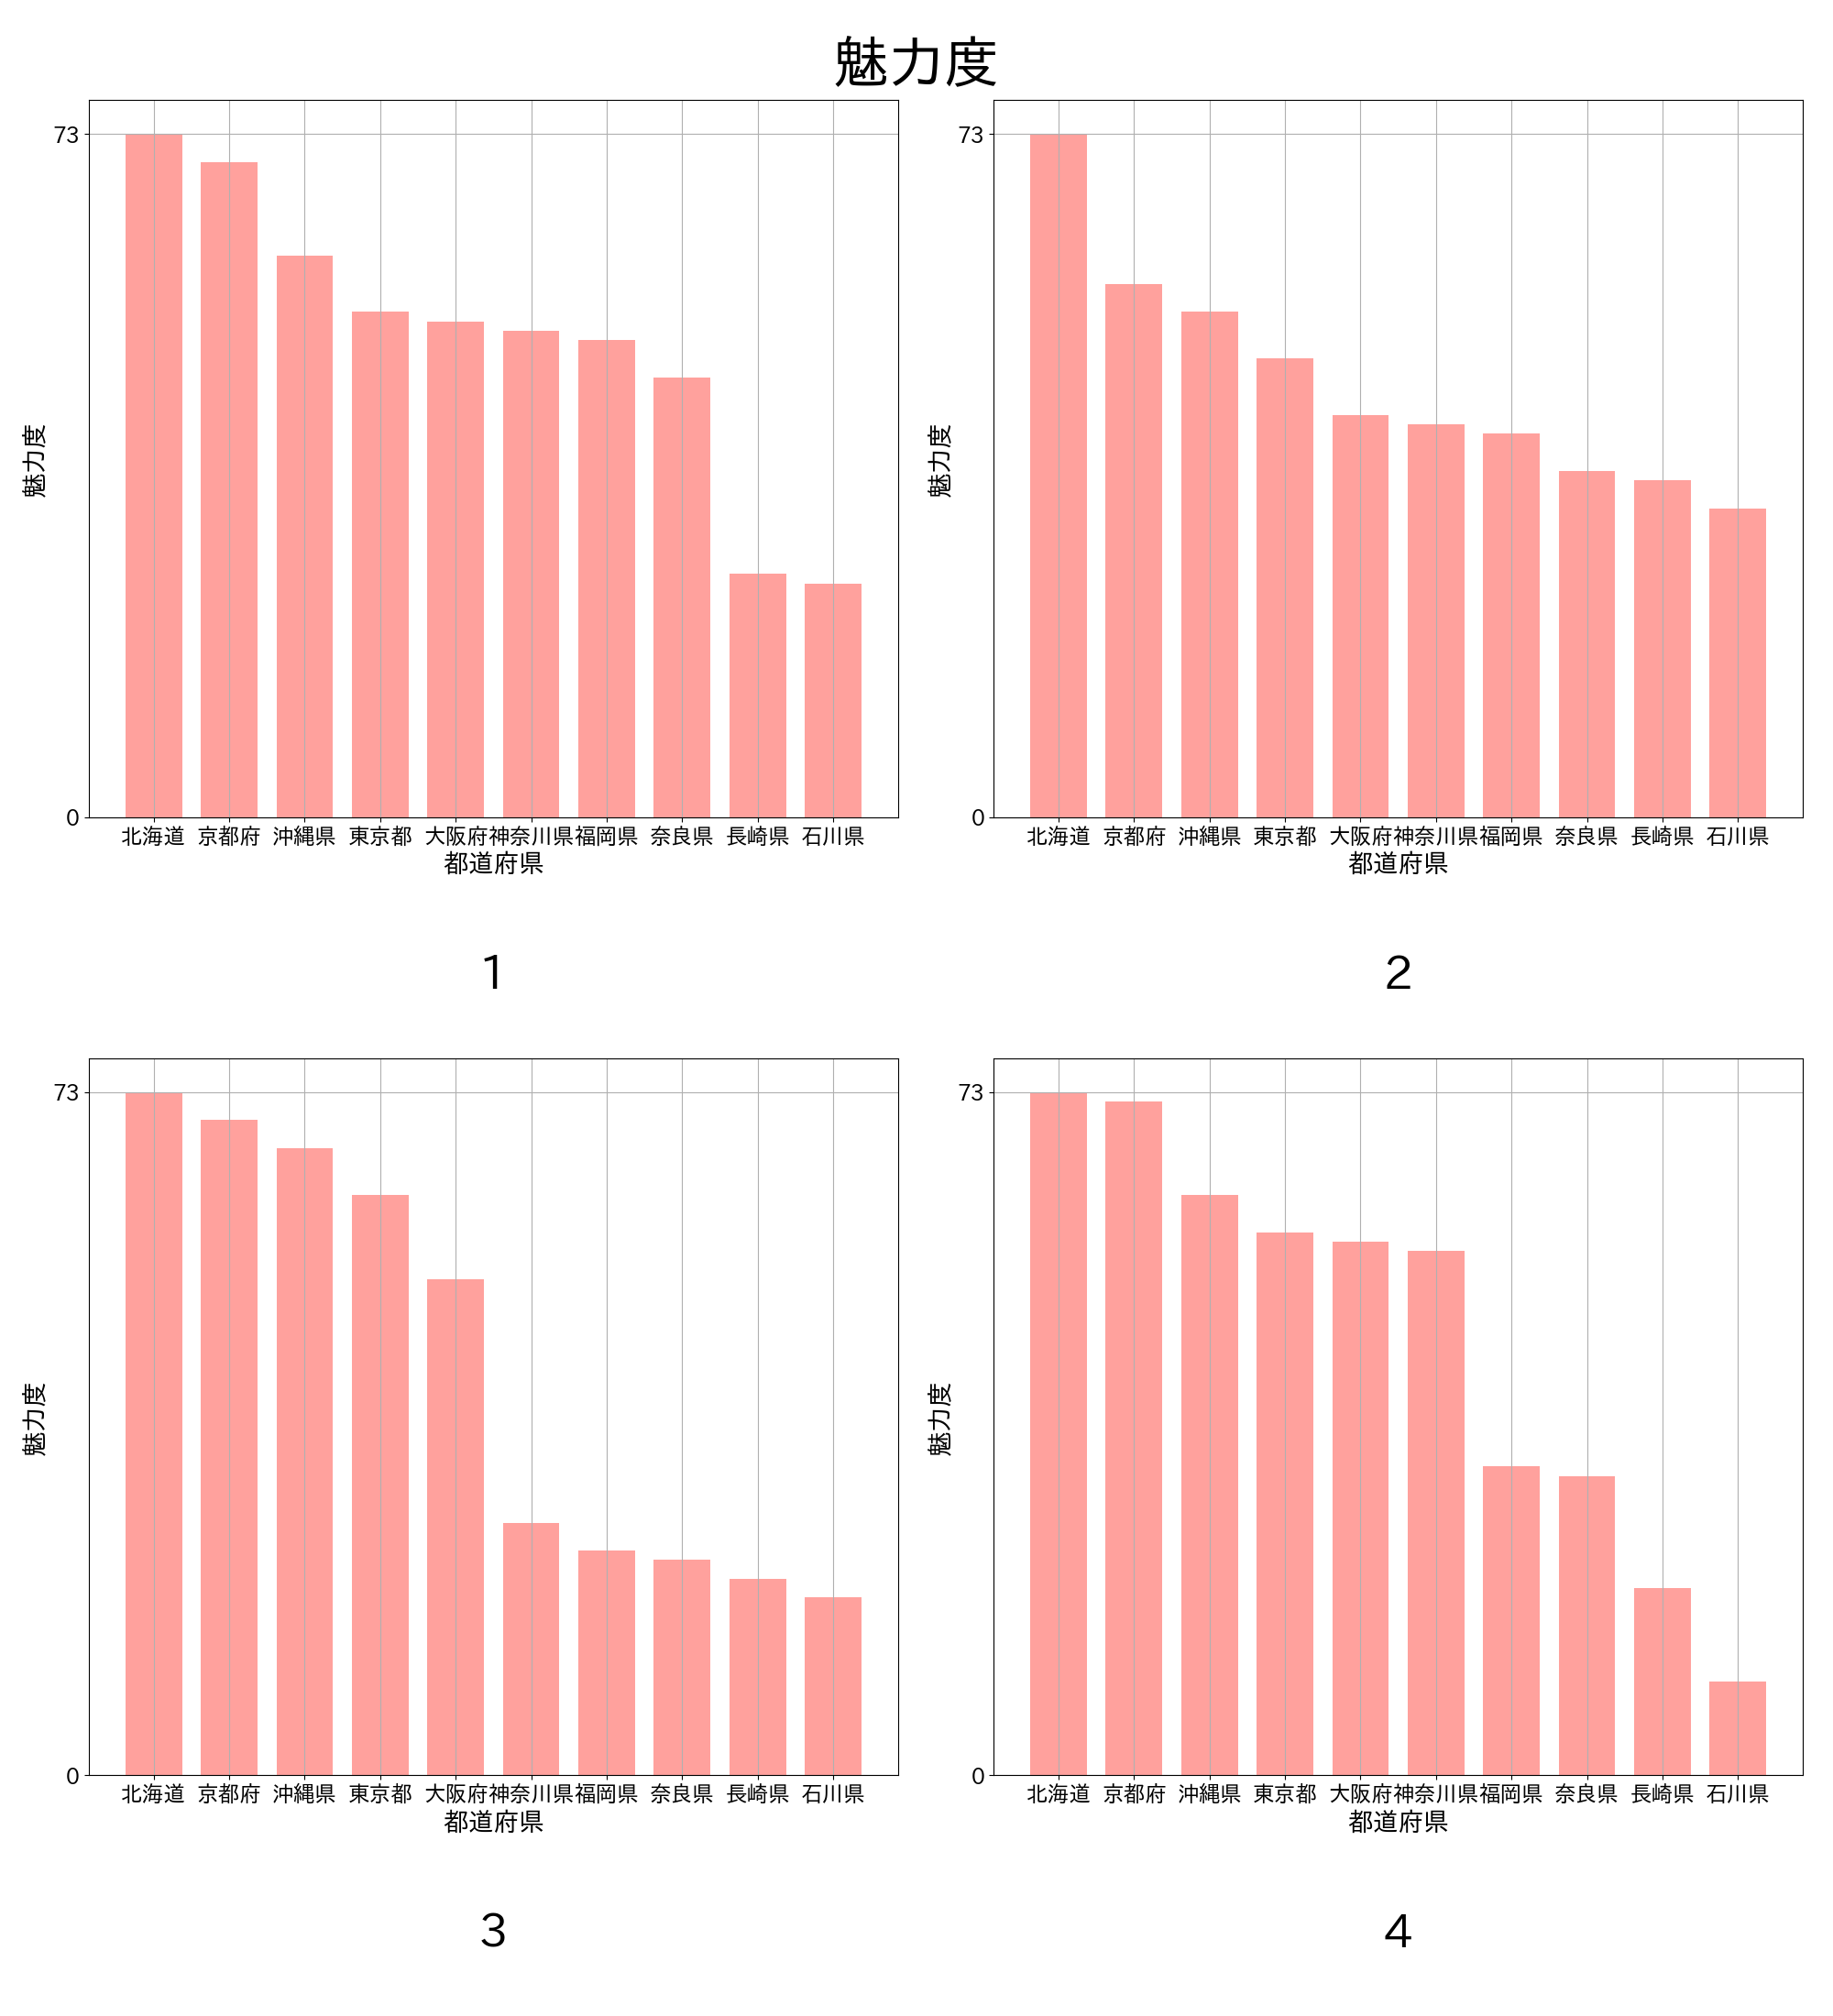 魅力度
73
魅力度
0
北海道 京都府 沖縄県 東京都 大阪府 神奈川県 福岡県 奈良県 長崎県 石川県
都道府県
1
73
魅力度
0
北海道 京都府 沖縄県 東京都 大阪府 神奈川県 福岡県 奈良県 長崎県 石川県
都道府県
2
73
魅力度
0
北海道 京都府 沖縄県 東京都 大阪府 神奈川県 福岡県 奈良県 長崎県 石川県
都道府県
3
73
魅力度
0
北海道 京都府 沖縄県 東京都 大阪府 神奈川県 福岡県 奈良県 長崎県 石川県
都道府県
4